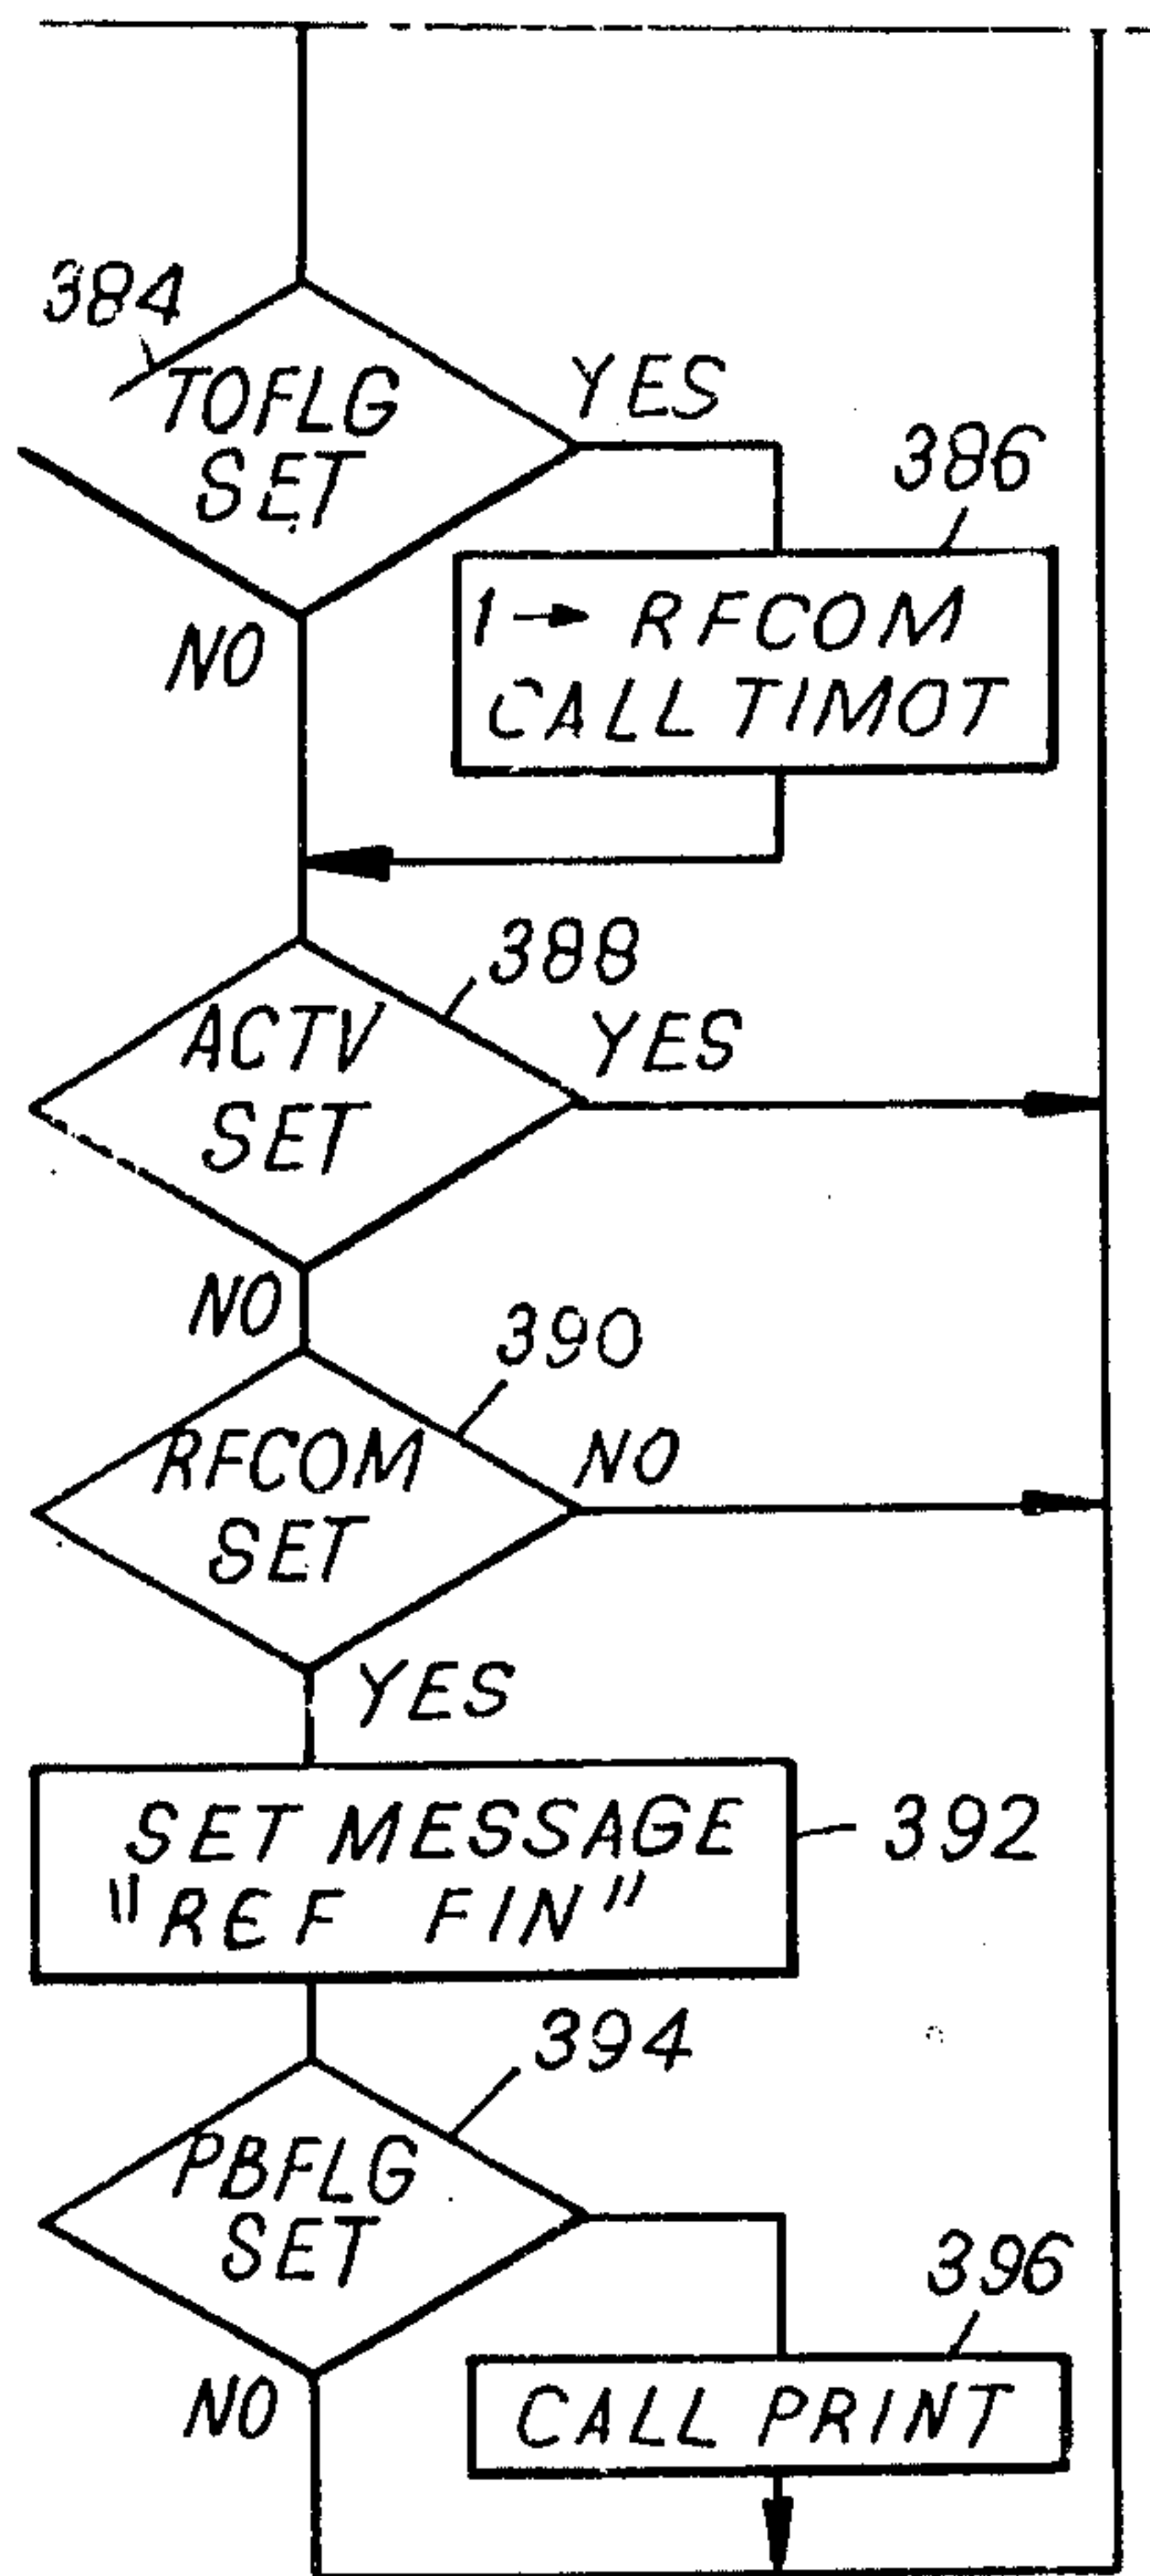 384
TOFLG
SET
YES
NO
386
1→ RFCOM
CALL TIMOT
388
ACTV
SET
YES
NO
390
RFCOM
SET
NO
YES
SET MESSAGE
"REF FIN"
392
394
PBFLG
SET
NO
396
CALL PRINT